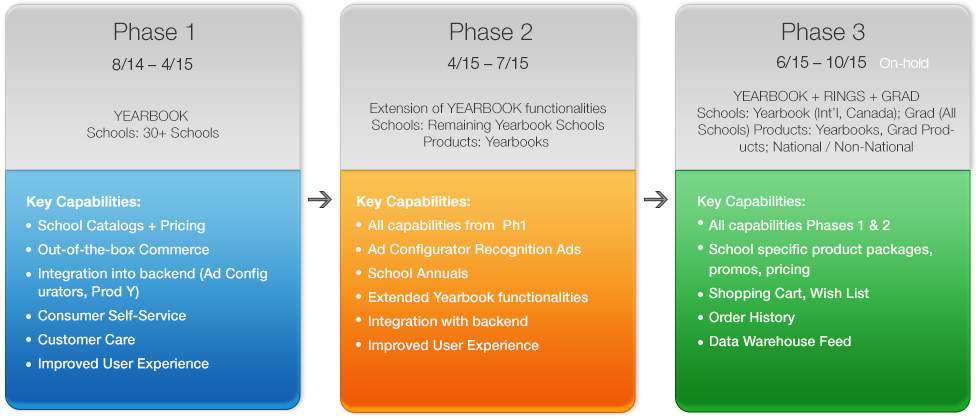 Phase 1
8/14 – 4/15
YEARBOOK
Schools: 30+ Schools
Key Capabilities:
• School Catalogs + Pricing
• Out-of-the-box Commerce
• Integration into backend (Ad Config
urators, Prod Y)
• Consumer Self-Service
• Customer Care
• Improved User Experience
Phase 2
4/15 – 7/15
Extension of YEARBOOK functionalities
Schools: Remaining Yearbook Schools
Products: Yearbooks
Key Capabilities:
• All capabilities from Ph1
• Ad Configurator Recognition Ads
• School Annuals
• Extended Yearbook functionalities
• Integration with backend
• Improved User Experience
Phase 3
6/15 – 10/15 On-hold
YEARBOOK + RINGS + GRAD
Schools: Yearbook (Int'l, Canada); Grad (All
Schools) Products: Yearbooks, Grad Prod-
ucts; National / Non-National
Key Capabilities:
• All capabilities Phases 1 & 2
• School specific product packages,
promos, pricing
• Shopping Cart, Wish List
• Order History
• Data Warehouse Feed